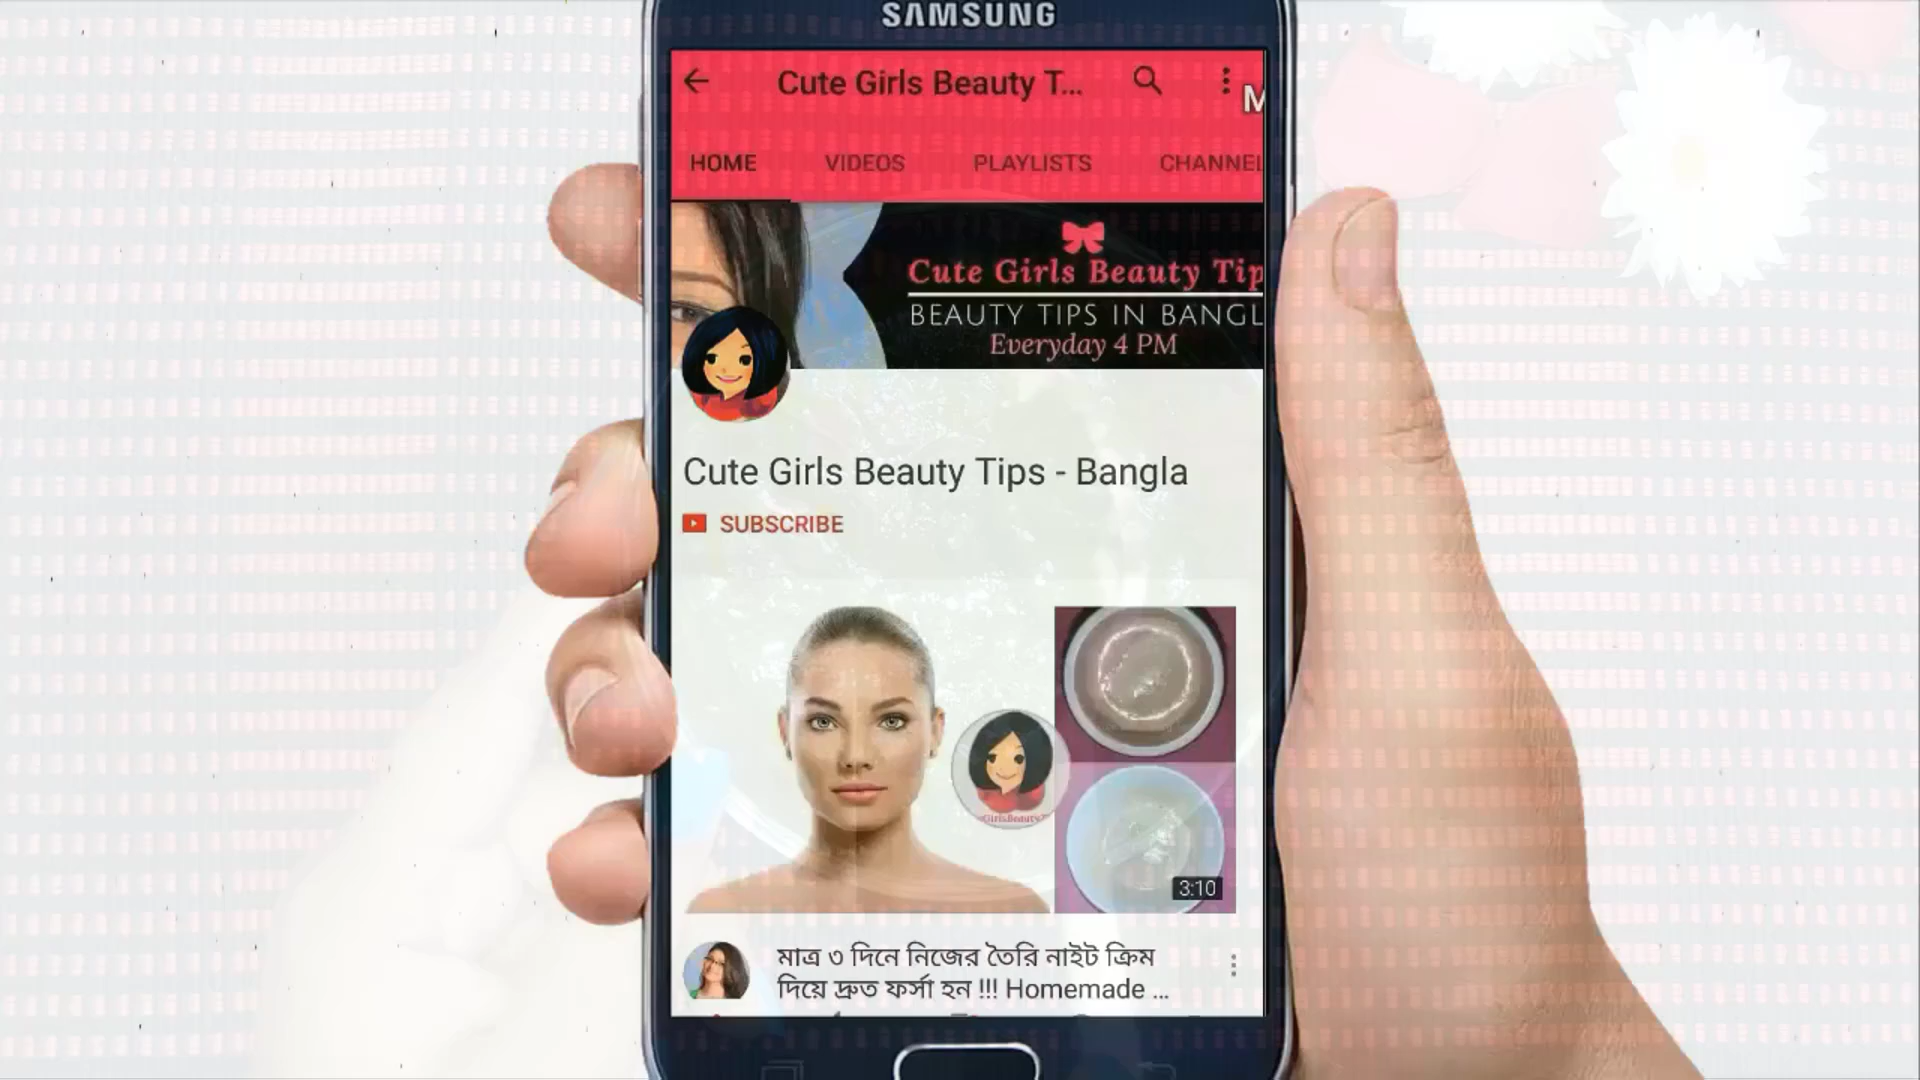 SAMSUNG
Cute Girls Beauty T...
M
HOME VIDEOS PLAYLISTS CHANNEL
Cute Girls Beauty Tip
BEAUTY TIPS IN BANGL
Everyday 4 PM
Cute Girls Beauty Tips - Bangla
SUBSCRIBE
3:10
মাত্র ৩ দিনে নিজের তৈরি নাইট ক্রিম
দিয়ে দ্রুত ফর্সা হন !!! Homemade ...